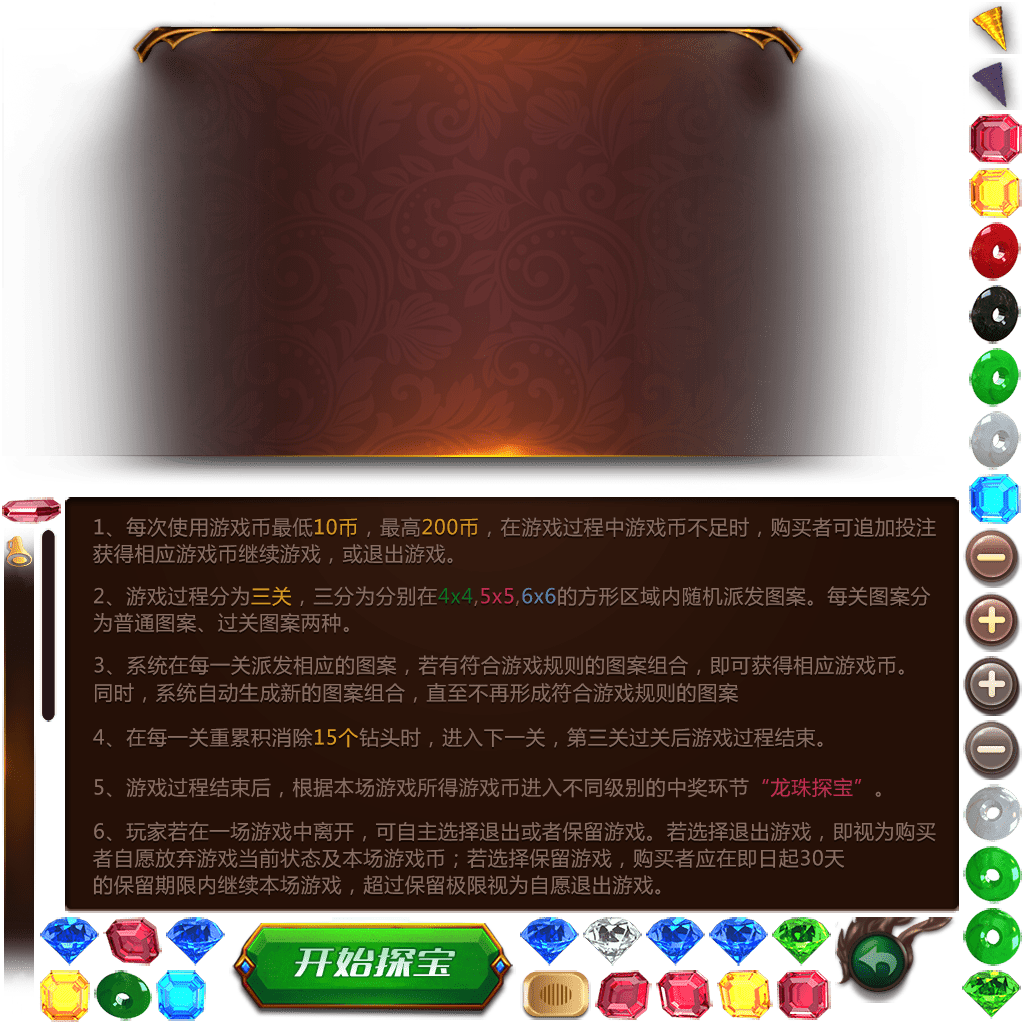 1、每次使用游戏币最低10币，最高200币，在游戏过程中游戏币不足时，购买者可追加投注
获得相应游戏币继续游戏，或退出游戏。
2、游戏过程分为三关，三分为分别在4x4,5x5,6x6的方形区域内随机派发图案。每关图案分
为普通图案、过关图案两种。
3、系统在每一关派发相应的图案，若有符合游戏规则的图案组合，即可获得相应游戏币。
同时，系统自动生成新的图案组合，直至不再形成符合游戏规则的图案
4、在每一关重累积消除15个钻头时，进入下一关，第三关过关后游戏过程结束。
5、游戏过程结束后，根据本场游戏所得游戏币进入不同级别的中奖环节“龙珠探宝”。
6、玩家若在一场游戏中离开，可自主选择退出或者保留游戏。若选择退出游戏，即视为购买
者自愿放弃游戏当前状态及本场游戏币；若选择保留游戏，购买者应在即日起30天
的保留期限内继续本场游戏，超过保留极限视为自愿退出游戏。
开始探宝